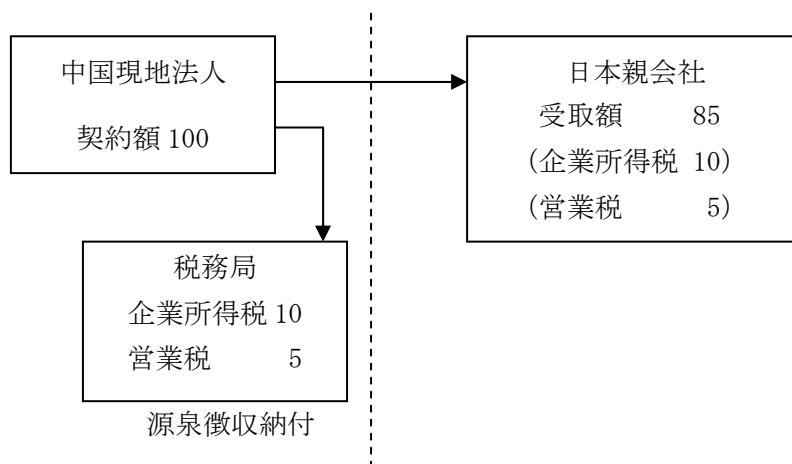 中国現地法人
契約額 100
日本親会社
受取額 85
(企業所得税 10)
(営業税 5)
税務局
企業所得税 10
営業税 5
源泉徴収納付